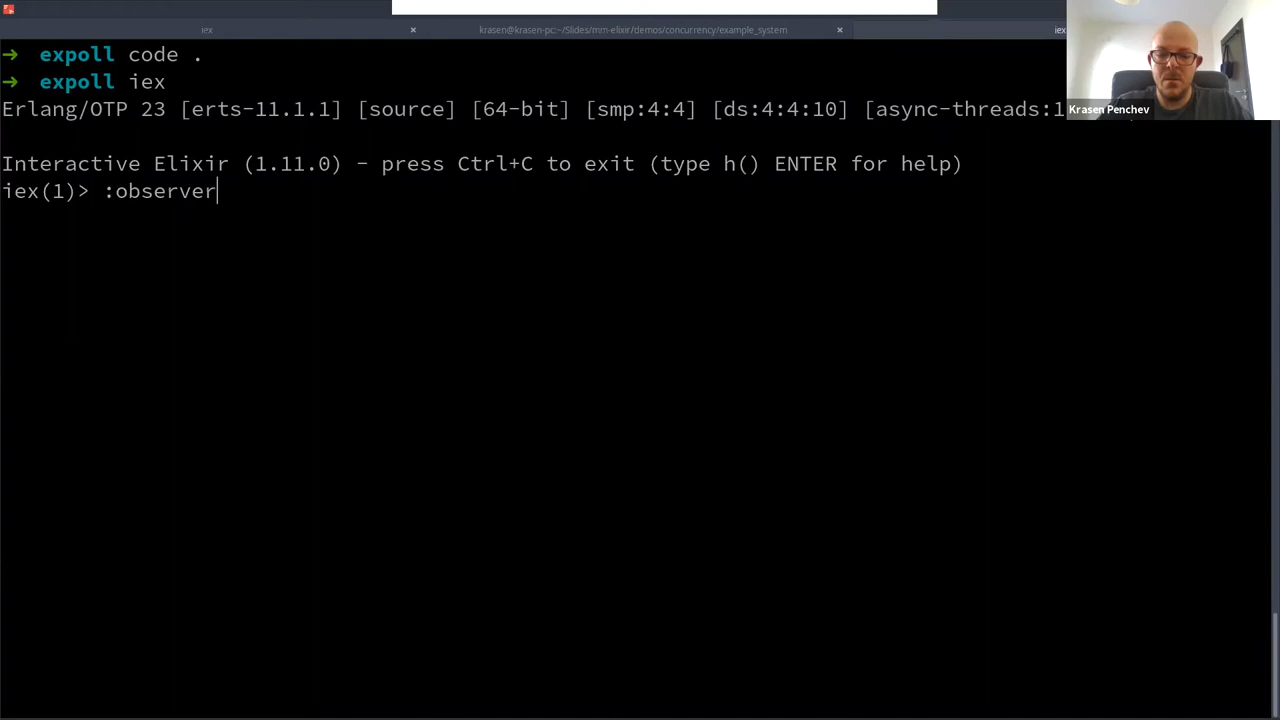 iex
krasen@krasen-pc:~/Slides/mm-elixir/demos/concurrency/example_system
iex
→ expoll code .
→ expoll iex
Erlang/OTP 23 [erts-11.1.1] [source] [64-bit] [smp:4:4] [ds:4:4:10] [async-threads:1
Krasen Penchev
Interactive Elixir (1.11.0) - press Ctrl+C to exit (type h() ENTER for help)
iex(1)> :observer